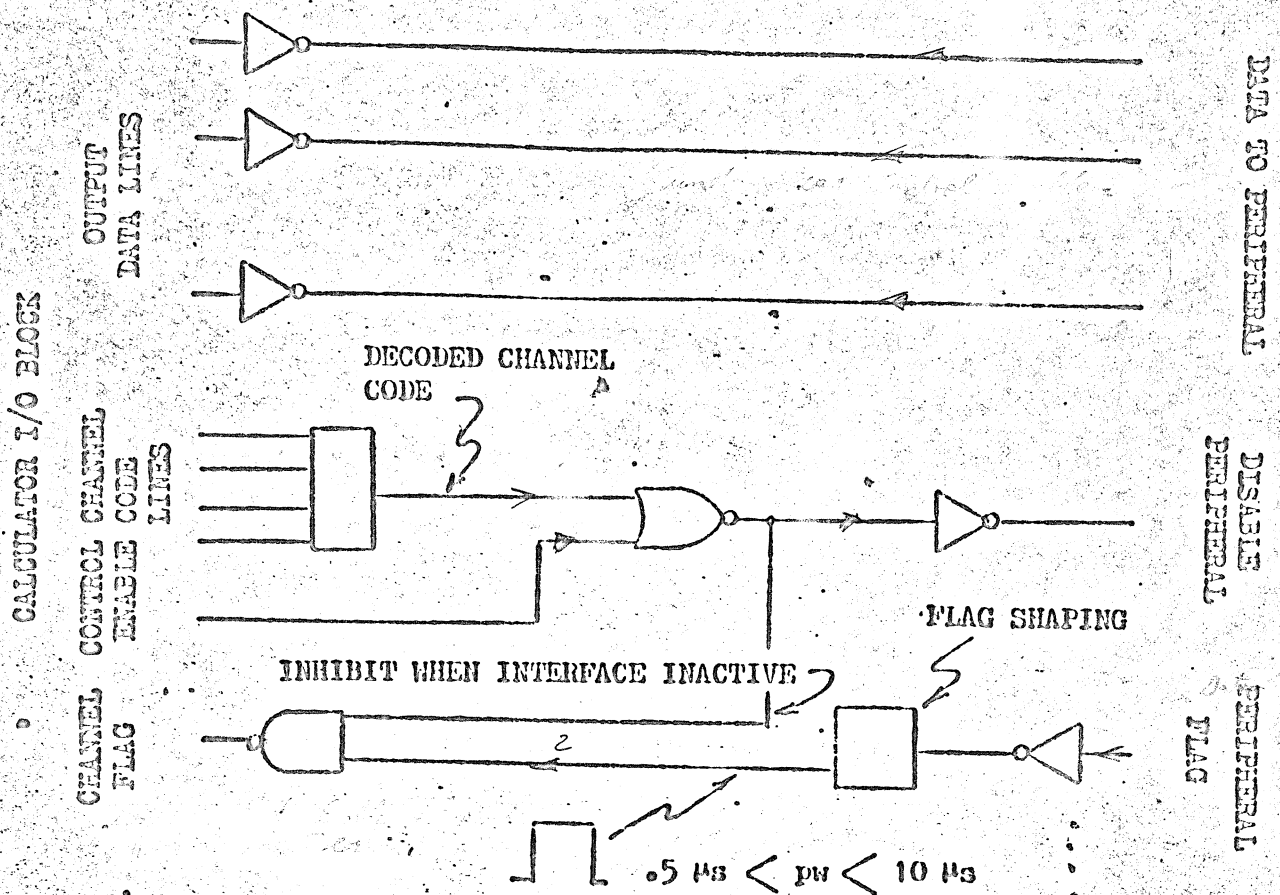 CALCULATOR I/O BLOCK
OUTPUT
DATA LINES
CONTROL CHANNEL
ENABLE CODE
LINES
CHANNEL
FLAG
DECODED CHANNEL
CODE
INHIBIT WHEN INTERFACE INACTIVE
FLAG SHAPING
2
.5 µs < pw < 10 µs
DATA TO PERIPHERAL
DISABLE
PERIPHERAL
PERIPHERAL
FLAG